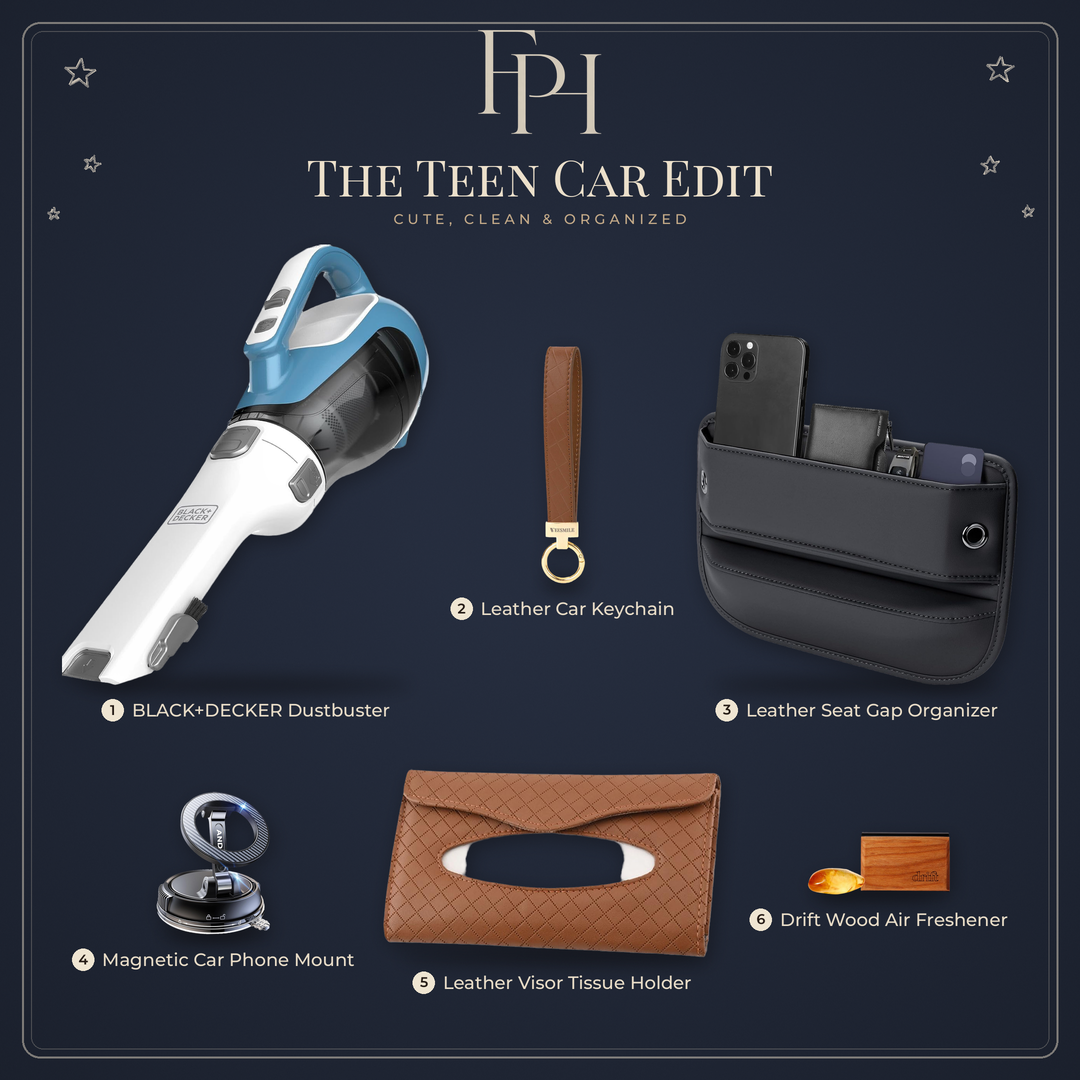 FPH
THE TEEN CAR EDIT
CUTE, CLEAN & ORGANIZED
BLACK+
DECKER
2 Leather Car Keychain
1 BLACK+DECKER Dustbuster
3 Leather Seat Gap Organizer
AND
drift
6 Drift Wood Air Freshener
4 Magnetic Car Phone Mount
5 Leather Visor Tissue Holder